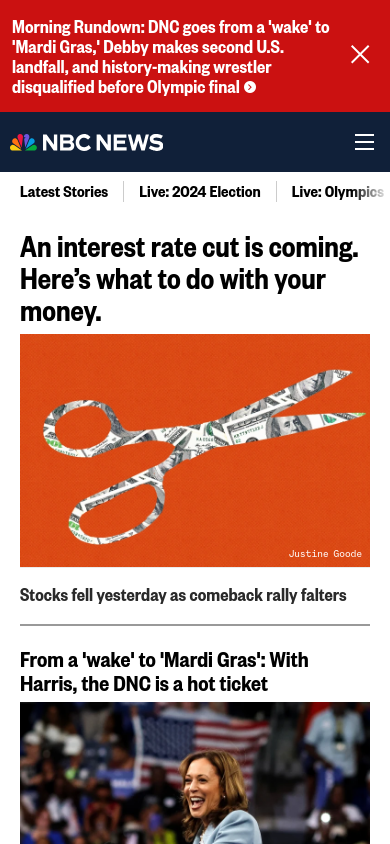 Morning Rundown: DNC goes from a 'wake' to
'Mardi Gras,' Debby makes second U.S.
landfall, and history-making wrestler
disqualified before Olympic final
NBC NEWS
Latest Stories
Live: 2024 Election
Live: Olympics
An interest rate cut is coming.
Here’s what to do with your
money.
Justine Goode
Stocks fell yesterday as comeback rally falters
From a 'wake' to 'Mardi Gras': With
Harris, the DNC is a hot ticket